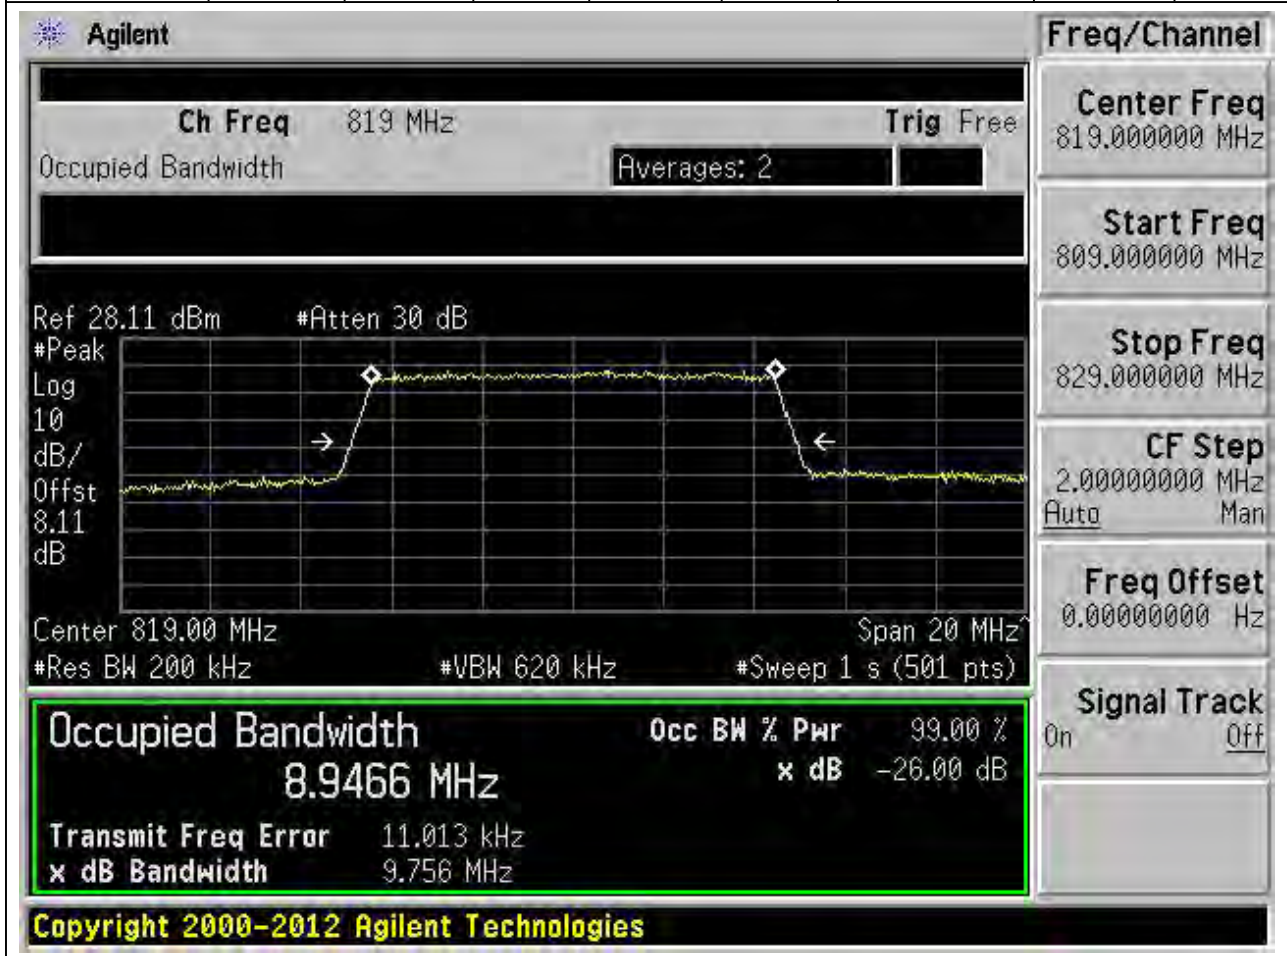 Agilent
Freq/Channel
Ch Freq 819 MHz Trig Free
Occupied Bandwidth Averages: 2
Center Freq
819.000000 MHz
Start Freq
809.000000 MHz
Stop Freq
829.000000 MHz
CF Step
2.00000000 MHz
Auto Man
Freq Offset
0.00000000 Hz
Signal Track
On Off
Ref 28.11 dBm #Atten 30 dB
#Peak
Log
10
dB/
Offst
8.11
dB
Center 819.00 MHz Span 20 MHz^
#Res BW 200 kHz #VBW 620 kHz #Sweep 1 s (501 pts)
Occupied Bandwidth Occ BW % Pwr 99.00 %
8.9466 MHz x dB -26.00 dB
Transmit Freq Error 11.013 kHz
x dB Bandwidth 9.756 MHz
Copyright 2000-2012 Agilent Technologies